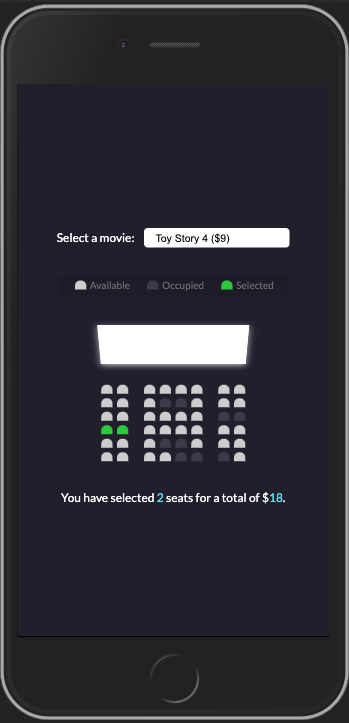 Select a movie: Toy Story 4 ($9)
Available Occupied Selected
You have selected 2 seats for a total of $18.